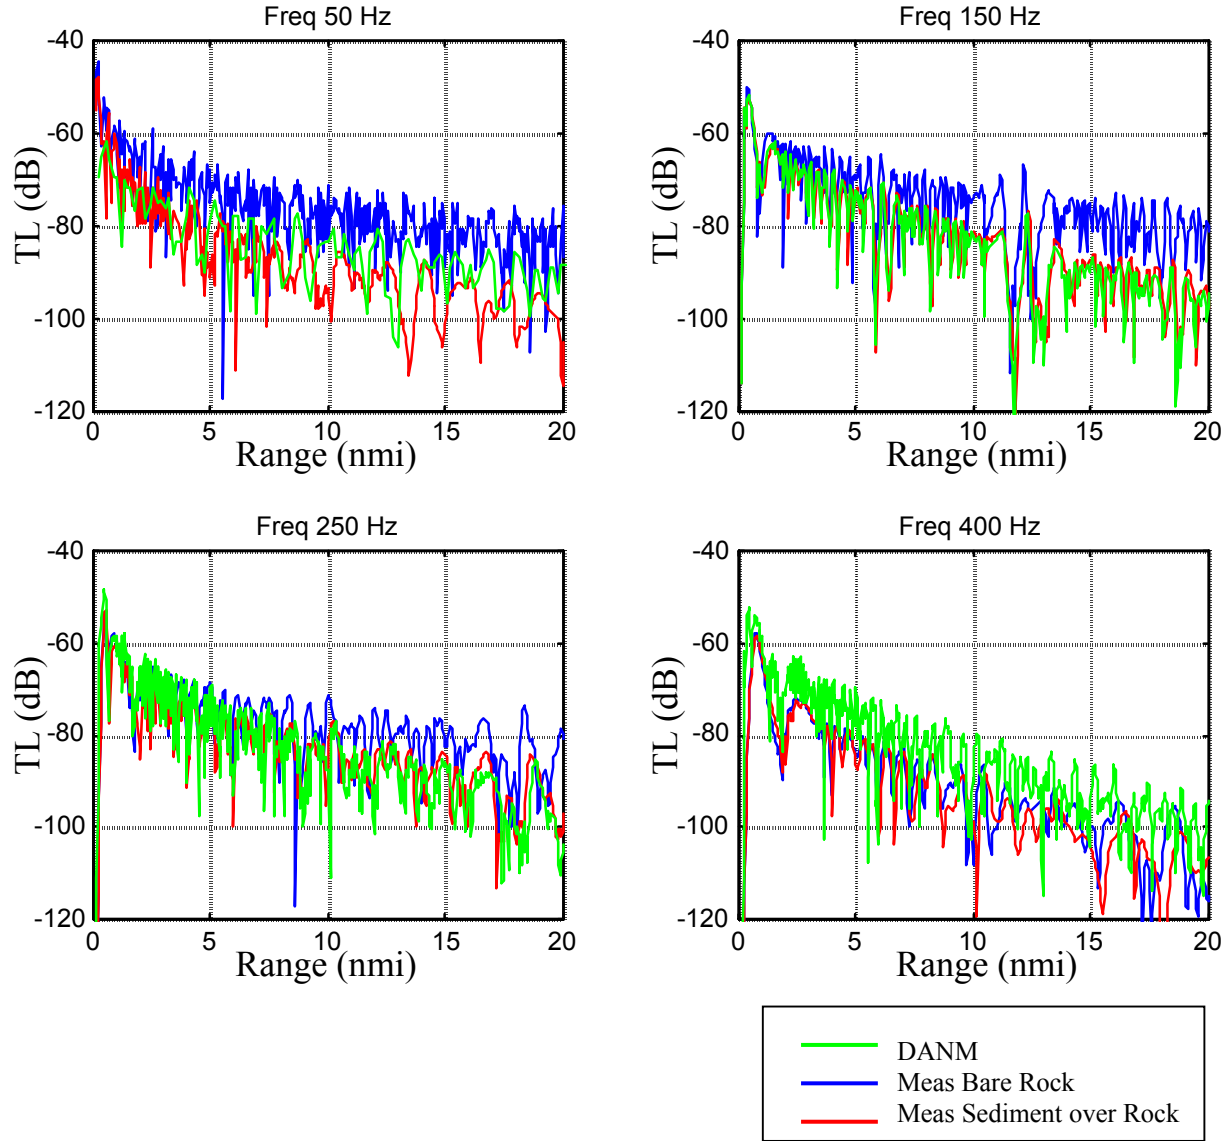 Freq 50 Hz
-40
-60
-80
-100
-120
TL (dB)
0 5 10 15 20
Range (nmi)
Freq 150 Hz
-40
-60
-80
-100
-120
TL (dB)
0 5 10 15 20
Range (nmi)
Freq 250 Hz
-40
-60
-80
-100
-120
TL (dB)
0 5 10 15 20
Range (nmi)
Freq 400 Hz
-40
-60
-80
-100
-120
TL (dB)
0 5 10 15 20
Range (nmi)
DANM
Meas Bare Rock
Meas Sediment over Rock